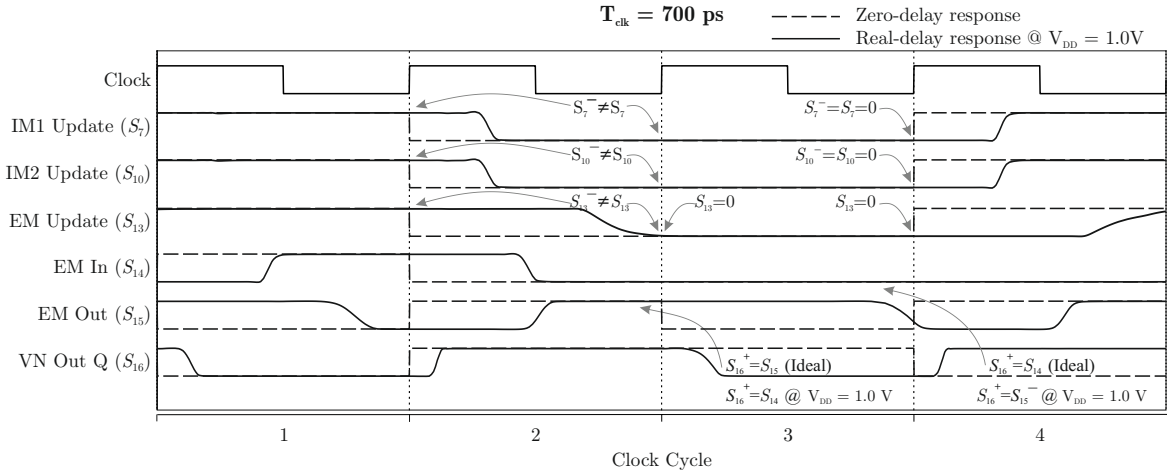 T_clk = 700 ps
Zero-delay response
Real-delay response @ V_DD = 1.0V
Clock
IM1 Update (S_7)
S_7^−≠S_7
S_7^−=S_7=0
IM2 Update (S_10)
S_10^−≠S_10
S_10^−=S_10=0
EM Update (S_13)
S_13^−≠S_13
S_13=0
S_13=0
EM In (S_14)
EM Out (S_15)
VN Out Q (S_16)
S_16^+=S_15 (Ideal)
S_16^+=S_14 (Ideal)
S_16^+=S_14 @ V_DD = 1.0 V
S_16^+=S_15^− @ V_DD = 1.0 V
1
2
3
4
Clock Cycle